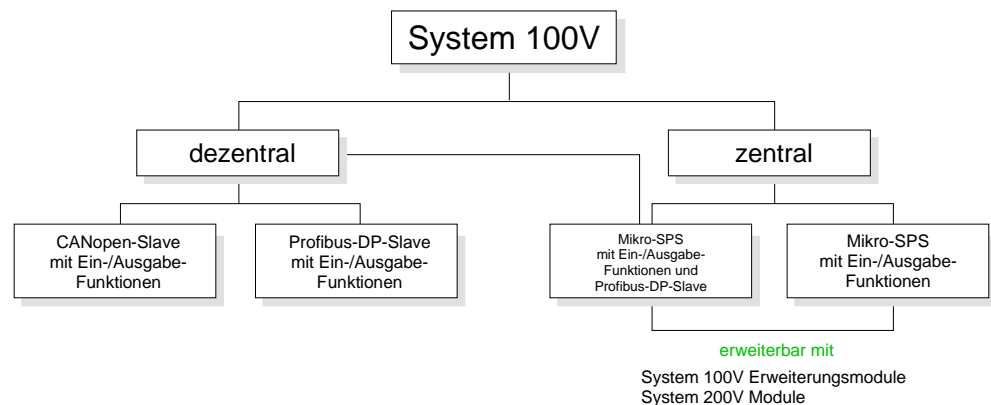 System 100V
dezentral
zentral
CANopen-Slave
mit Ein-/Ausgabe-
Funktionen
Profibus-DP-Slave
mit Ein-/Ausgabe-
Funktionen
Mikro-SPS
mit Ein-/Ausgabe-
Funktionen und
Profibus-DP-Slave
Mikro-SPS
mit Ein-/Ausgabe-
Funktionen
erweiterbar mit
System 100V Erweiterungsmodule
System 200V Module